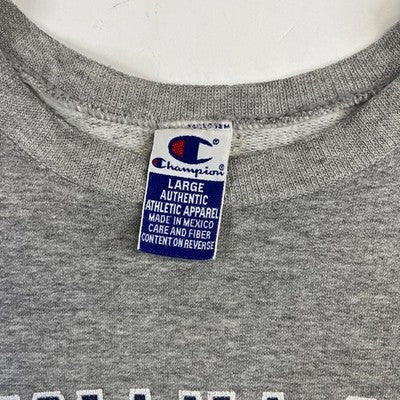 Champion
LARGE
AUTHENTIC
ATHLETIC APPAREL
MADE IN MEXICO
CARE AND FIBER
CONTENT ON REVERSE